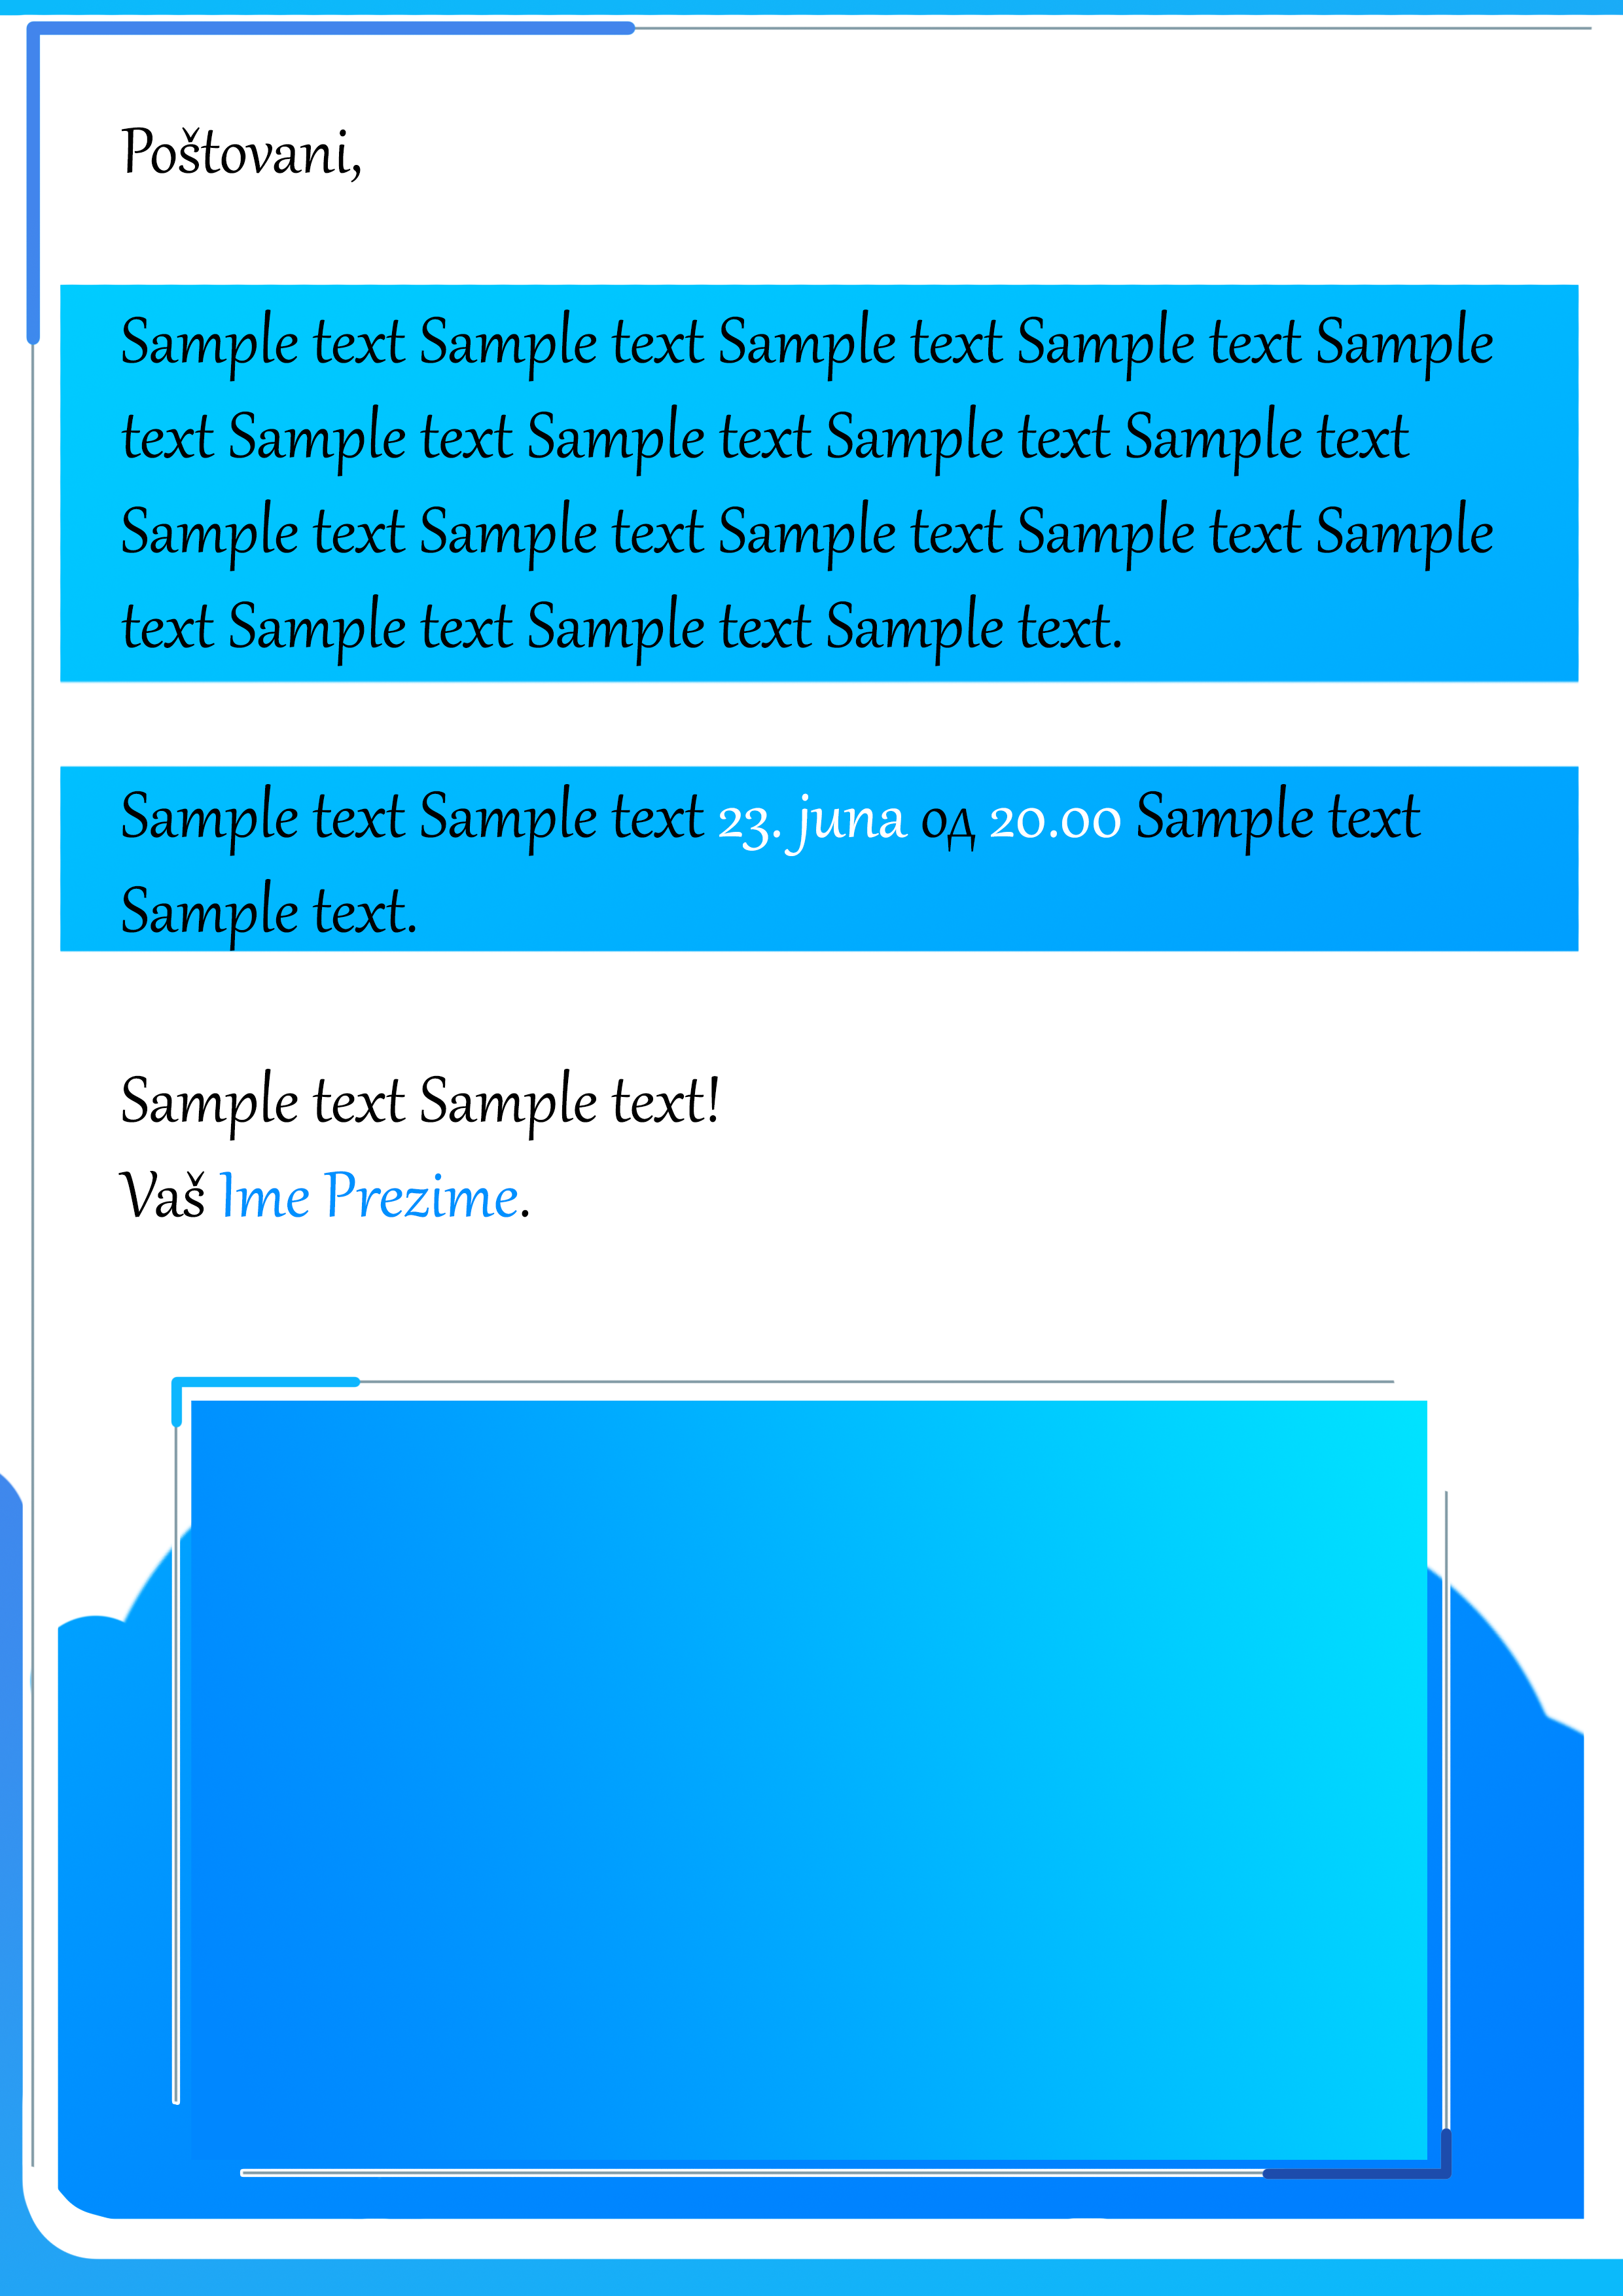 Poštovani,
Sample text Sample text Sample text Sample text Sample
text Sample text Sample text Sample text Sample text
Sample text Sample text Sample text Sample text Sample
text Sample text Sample text Sample text.
Sample text Sample text 23. juna од 20.00 Sample text
Sample text.
Sample text Sample text!
Vaš Ime Prezime.